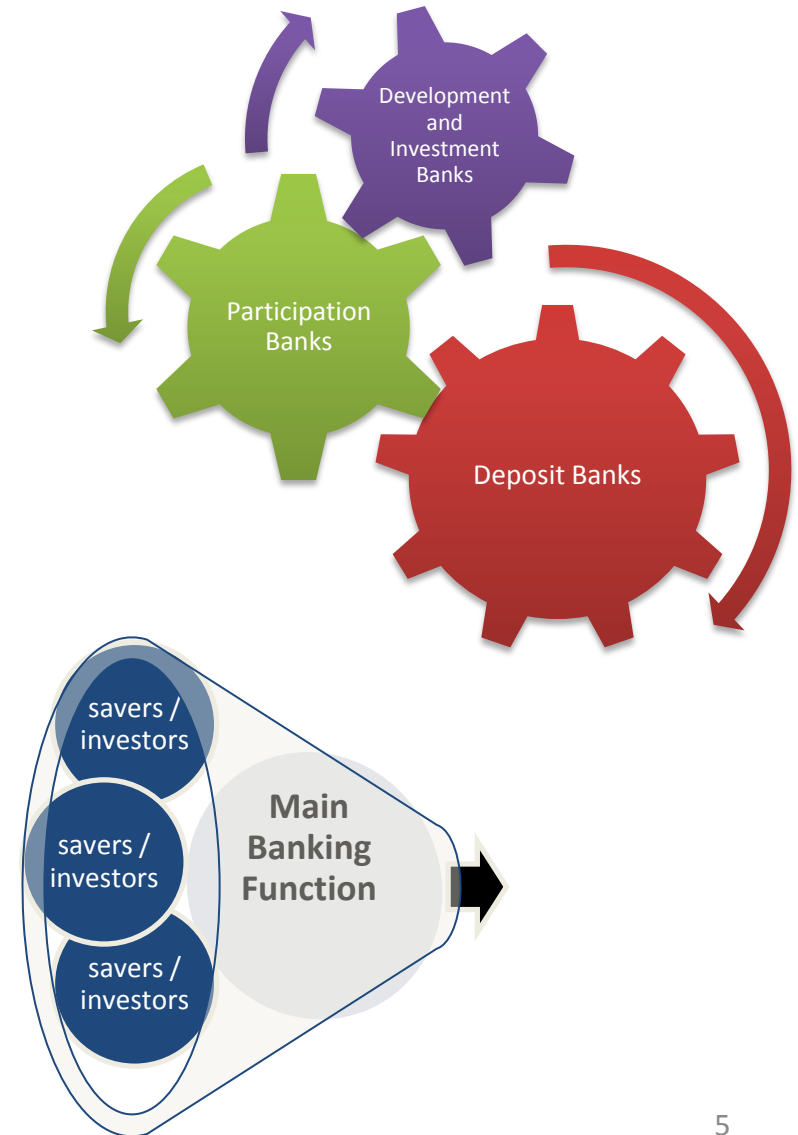 Development
and
Investment
Banks
Participation
Banks
Deposit Banks
savers /
investors
Main
Banking
Function
savers /
investors
savers /
investors
5